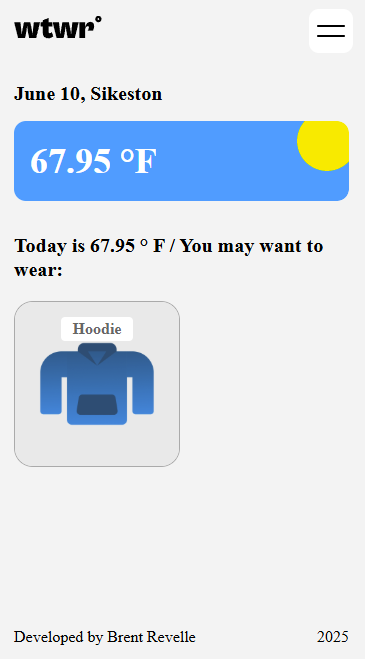 wtwr°
June 10, Sikeston
67.95 °F
Today is 67.95 ° F / You may want to
wear:
Hoodie
Developed by Brent Revelle
2025